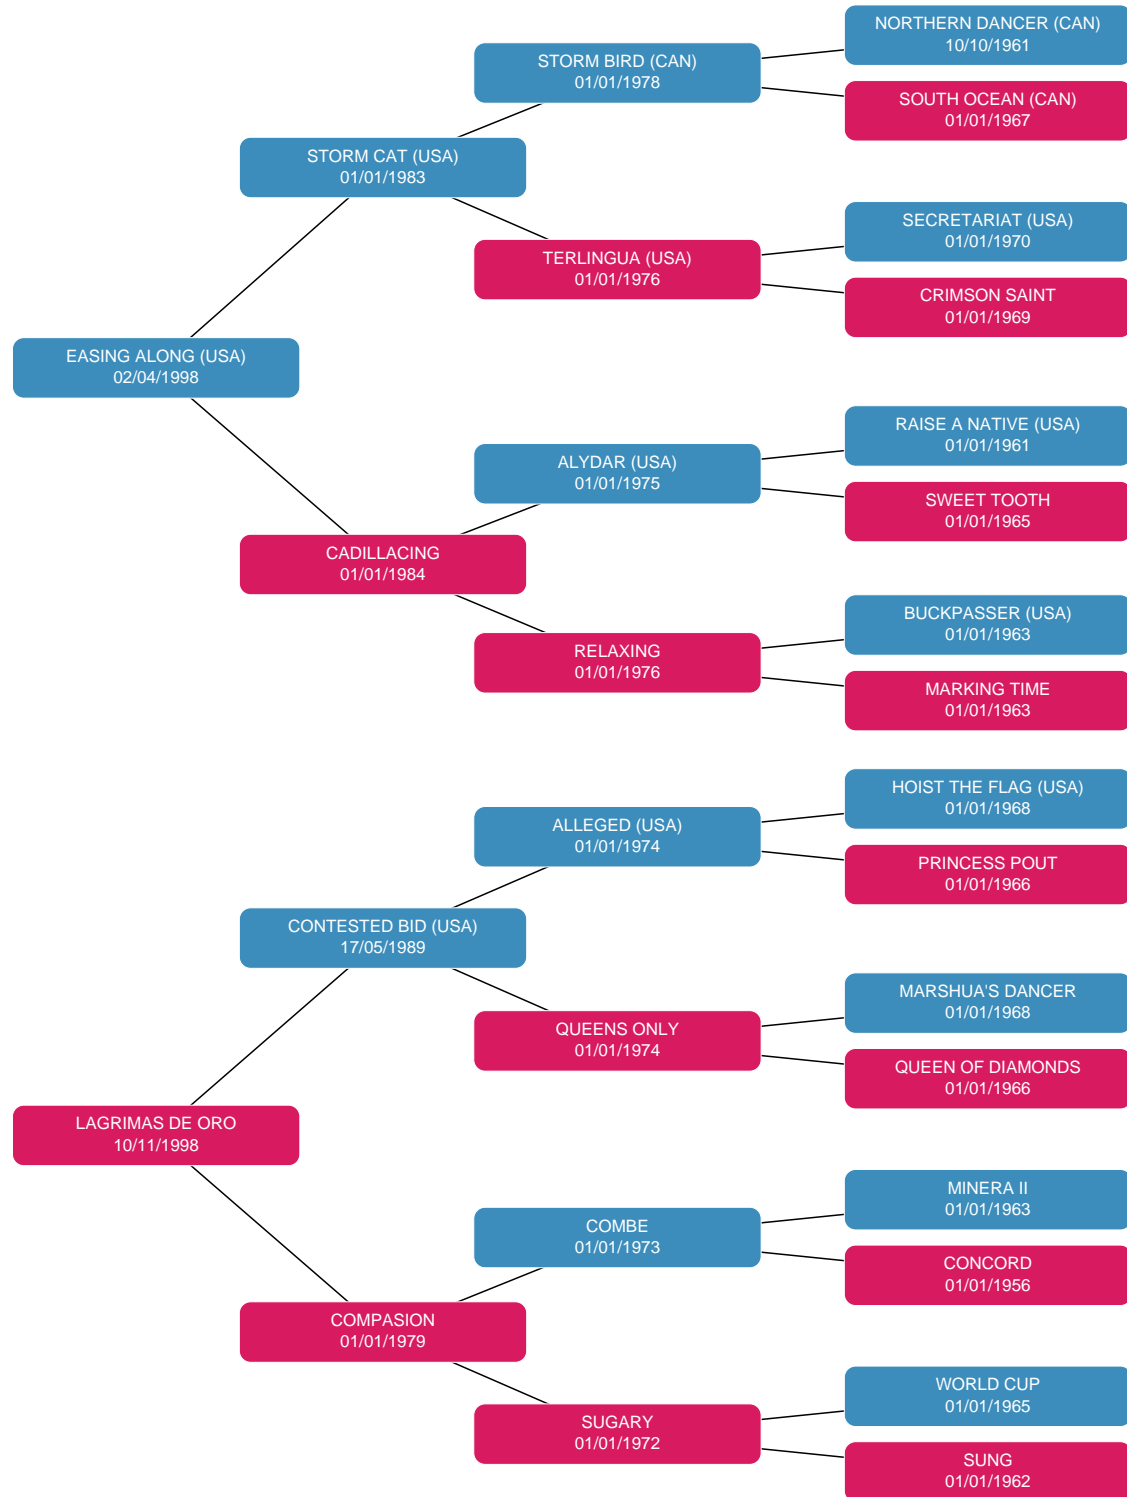 NORTHERN DANCER (CAN)
10/10/1961
STORM BIRD (CAN)
01/01/1978
SOUTH OCEAN (CAN)
01/01/1967
STORM CAT (USA)
01/01/1983
SECRETARIAT (USA)
01/01/1970
TERLINGUA (USA)
01/01/1976
CRIMSON SAINT
01/01/1969
EASING ALONG (USA)
02/04/1998
RAISE A NATIVE (USA)
01/01/1961
ALYDAR (USA)
01/01/1975
SWEET TOOTH
01/01/1965
CADILLACING
01/01/1984
BUCKPASSER (USA)
01/01/1963
RELAXING
01/01/1976
MARKING TIME
01/01/1963
HOIST THE FLAG (USA)
01/01/1968
ALLEGED (USA)
01/01/1974
PRINCESS POUT
01/01/1966
CONTESTED BID (USA)
17/05/1989
MARSHUA'S DANCER
01/01/1968
QUEENS ONLY
01/01/1974
QUEEN OF DIAMONDS
01/01/1966
LAGRIMAS DE ORO
10/11/1998
MINERA II
01/01/1963
COMBE
01/01/1973
CONCORD
01/01/1956
COMPASION
01/01/1979
WORLD CUP
01/01/1965
SUGARY
01/01/1972
SUNG
01/01/1962